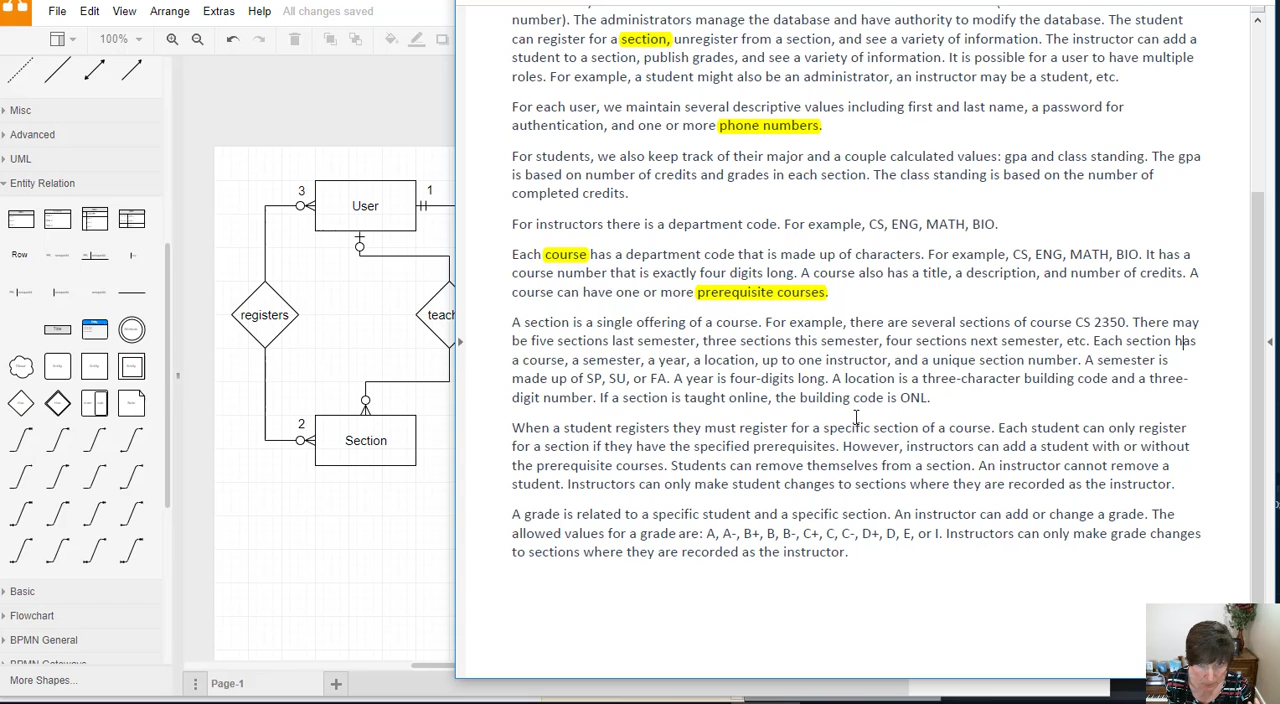 File Edit View Arrange Extras Help All changes saved
100%
Misc
Advanced
UML
Entity Relation
Row
Basic
Flowchart
BPMN General
More Shapes...
3
User
1
registers
teac
2
Section
Page-1
number). The administrators manage the database and have authority to modify the database. The student
can register for a section, unregister from a section, and see a variety of information. The instructor can add a
student to a section, publish grades, and see a variety of information. It is possible for a user to have multiple
roles. For example, a student might also be an administrator, an instructor may be a student, etc.
For each user, we maintain several descriptive values including first and last name, a password for
authentication, and one or more phone numbers.
For students, we also keep track of their major and a couple calculated values: gpa and class standing. The gpa
is based on number of credits and grades in each section. The class standing is based on the number of
completed credits.
For instructors there is a department code. For example, CS, ENG, MATH, BIO.
Each course has a department code that is made up of characters. For example, CS, ENG, MATH, BIO. It has a
course number that is exactly four digits long. A course also has a title, a description, and number of credits. A
course can have one or more prerequisite courses.
A section is a single offering of a course. For example, there are several sections of course CS 2350. There may
be five sections last semester, three sections this semester, four sections next semester, etc. Each section has
a course, a semester, a year, a location, up to one instructor, and a unique section number. A semester is
made up of SP, SU, or FA. A year is four-digits long. A location is a three-character building code and a three-
digit number. If a section is taught online, the building code is ONL.
When a student registers they must register for a specific section of a course. Each student can only register
for a section if they have the specified prerequisites. However, instructors can add a student with or without
the prerequisite courses. Students can remove themselves from a section. An instructor cannot remove a
student. Instructors can only make student changes to sections where they are recorded as the instructor.
A grade is related to a specific student and a specific section. An instructor can add or change a grade. The
allowed values for a grade are: A, A-, B+, B, B-, C+, C, C-, D+, D, E, or I. Instructors can only make grade changes
to sections where they are recorded as the instructor.